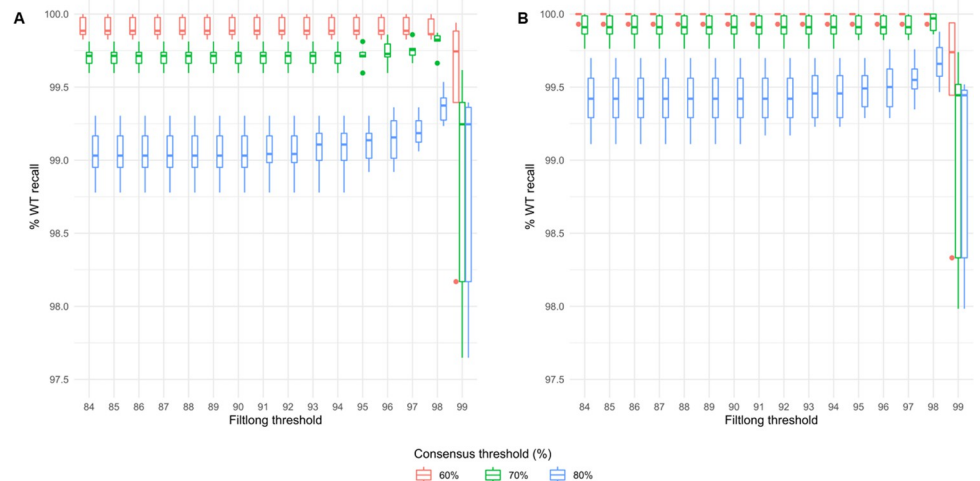 A
B
% WT recall
100.0
99.5
99.0
98.5
98.0
97.5
84 85 86 87 88 89 90 91 92 93 94 95 96 97 98 99
Filtlong threshold
% WT recall
100.0
99.5
99.0
98.5
98.0
97.5
84 85 86 87 88 89 90 91 92 93 94 95 96 97 98 99
Filtlong threshold
Consensus threshold (%)
60% 70% 80%